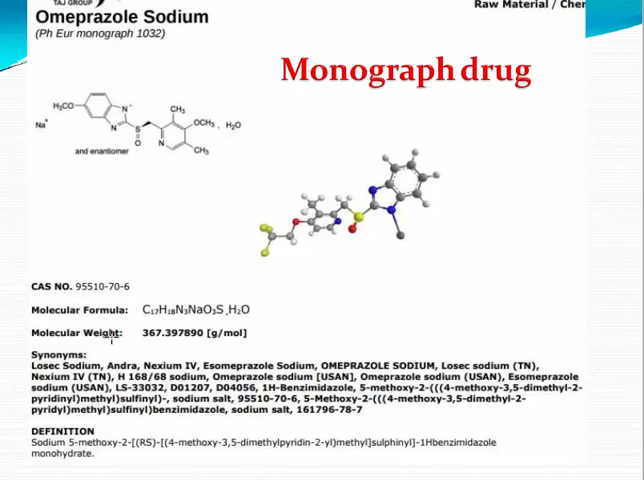 TAJ GROUP
Raw Material / Chem
Omeprazole Sodium
(Ph Eur monograph 1032)
Monograph drug
H₃CO
N⁻
CH₃
Na⁺
N
S
OCH₃ , H₂O
O
N
CH₃
and enantiomer
CAS NO. 95510-70-6
Molecular Formula: C₁₇H₁₈N₃NaO₃S ,H₂O
Molecular Weight: 367.397890 [g/mol]
Synonyms:
Losec Sodium, Andra, Nexium IV, Esomeprazole Sodium, OMEPRAZOLE SODIUM, Losec sodium (TN),
Nexium IV (TN), H 168/68 sodium, Omeprazole sodium [USAN], Omeprazole sodium (USAN), Esomeprazole
sodium (USAN), LS-33032, D01207, D04056, 1H-Benzimidazole, 5-methoxy-2-(((4-methoxy-3,5-dimethyl-2-
pyridinyl)methyl)sulfinyl)-, sodium salt, 95510-70-6, 5-Methoxy-2-(((4-methoxy-3,5-dimethyl-2-
pyridyl)methyl)sulfinyl)benzimidazole, sodium salt, 161796-78-7
DEFINITION
Sodium 5-methoxy-2-[(RS)-[(4-methoxy-3,5-dimethylpyridin-2-yl)methyl]sulphinyl]-1Hbenzimidazole
monohydrate.